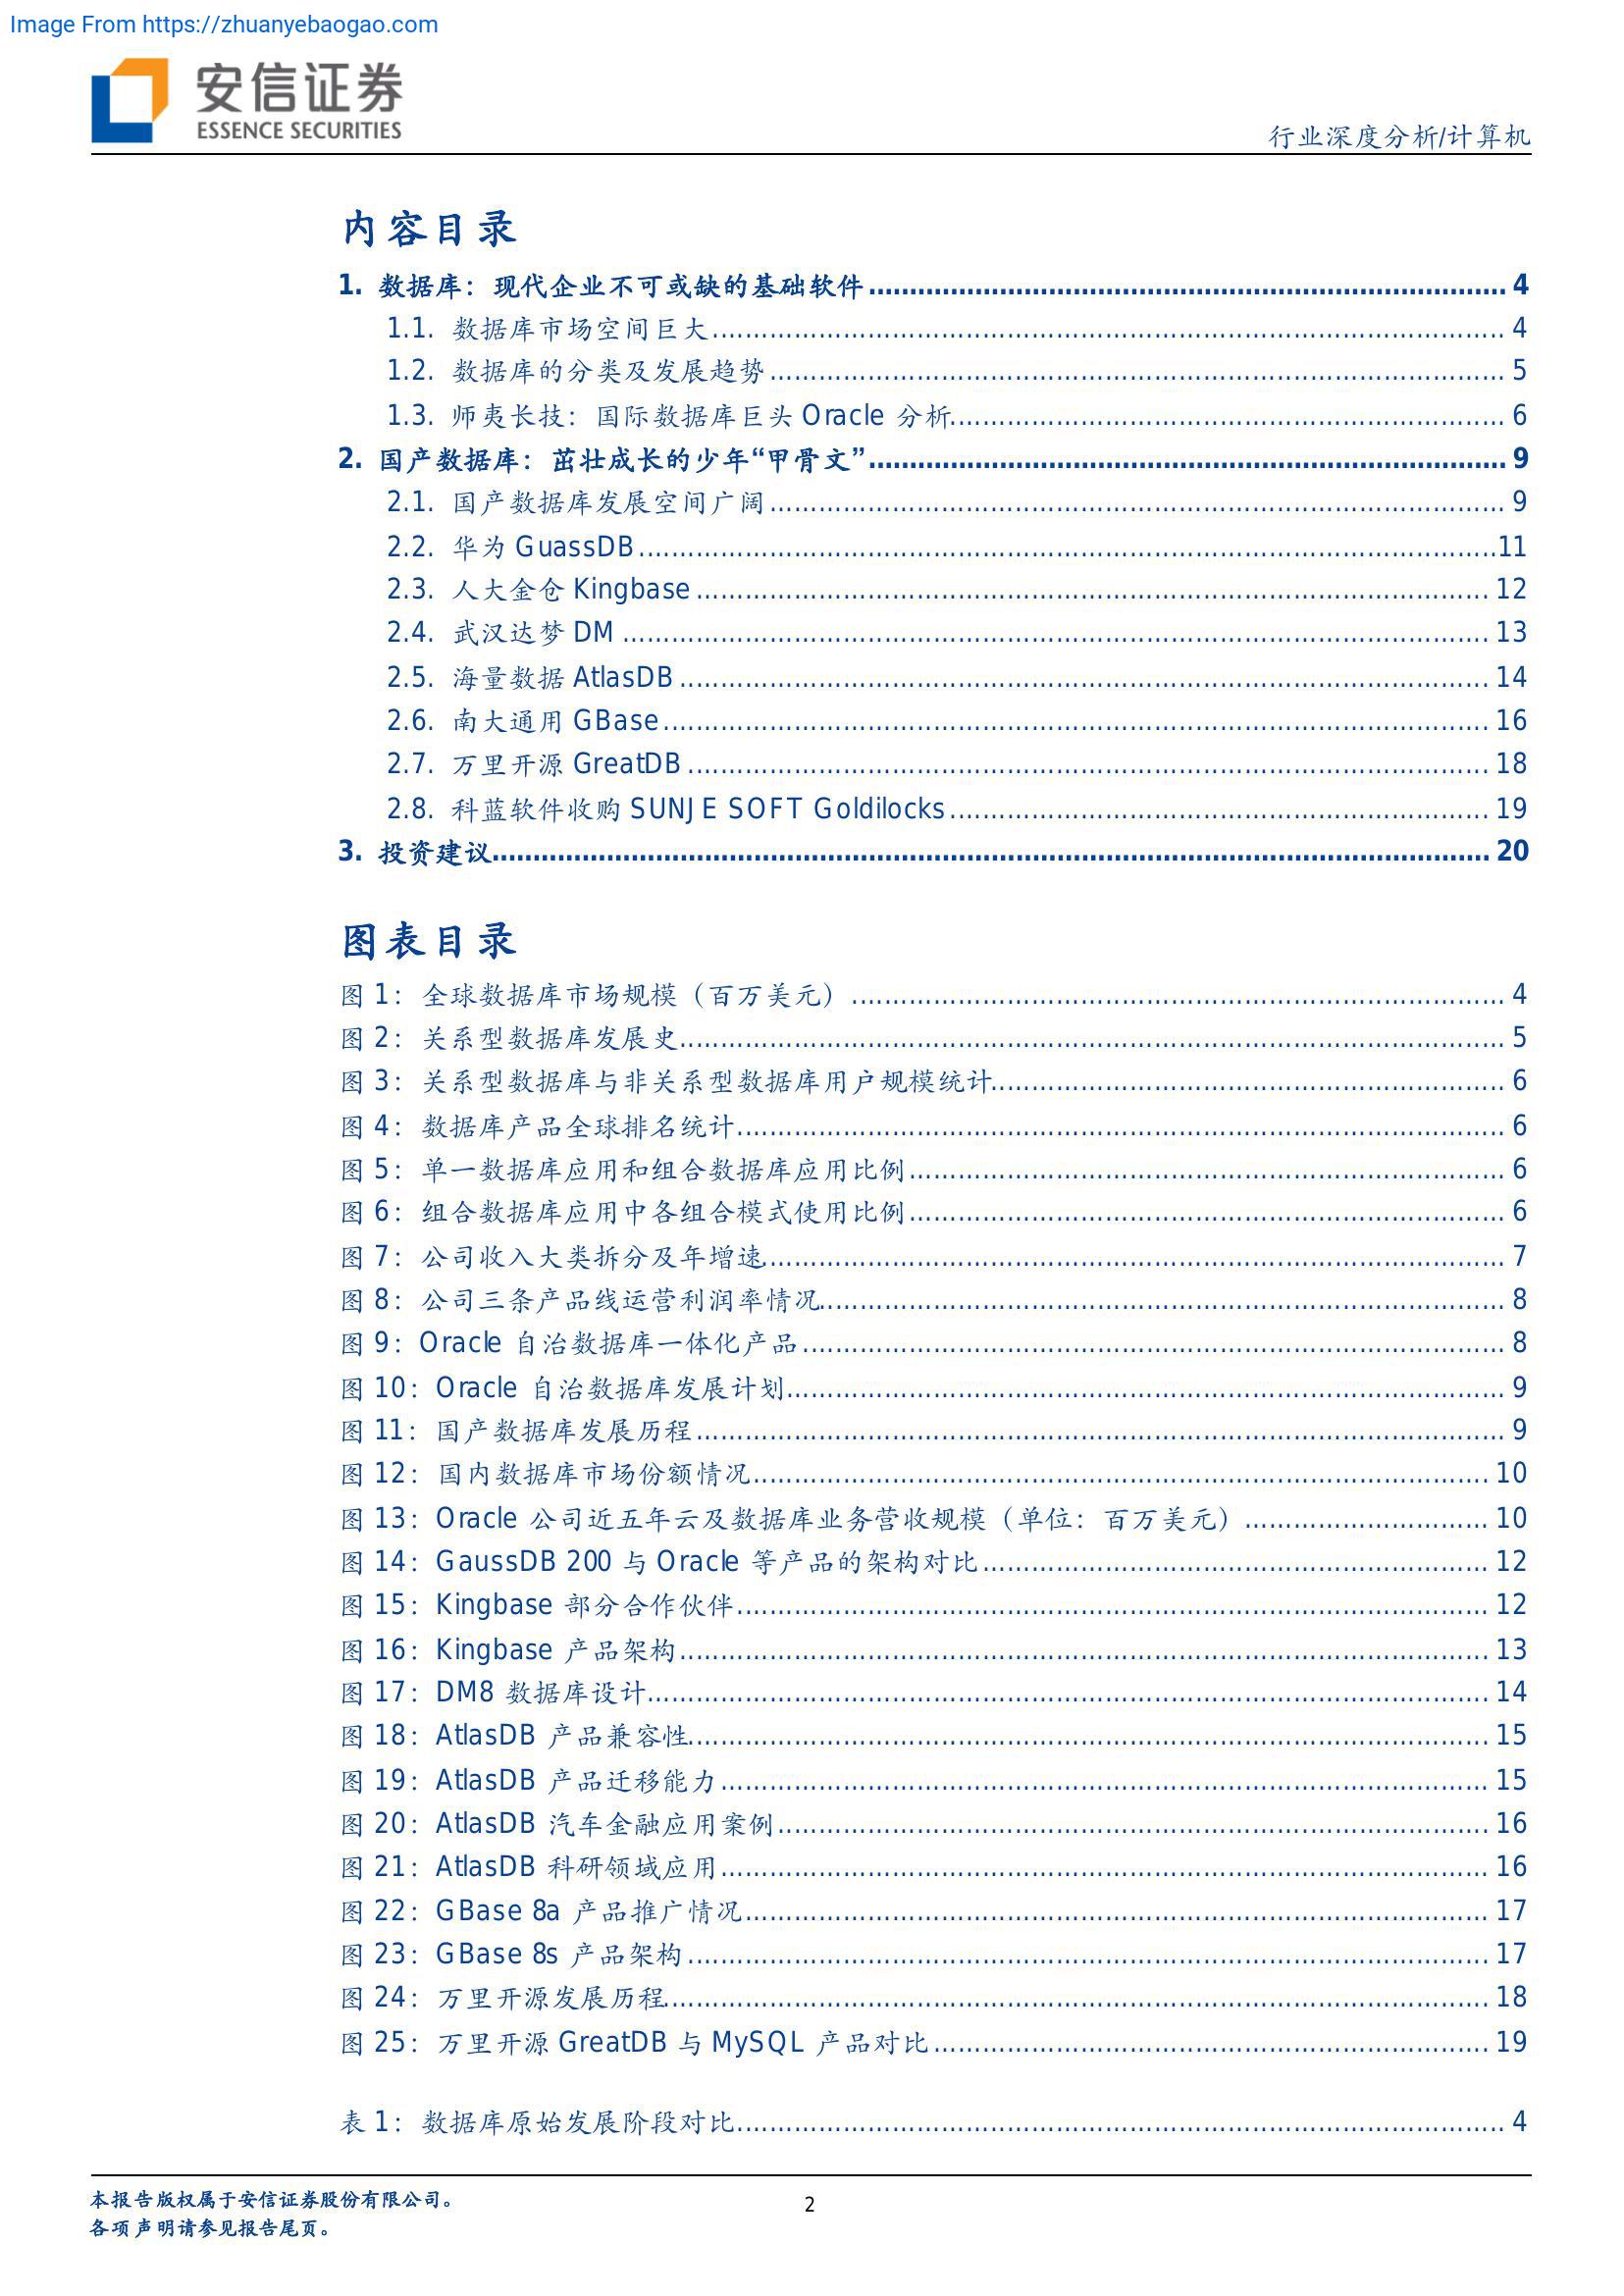 Image From https://zhuanyebaogao.com
安信证券
ESSENCE SECURITIES
行业深度分析/计算机
内容目录
1. 数据库：现代企业不可或缺的基础软件 4
1.1. 数据库市场空间巨大 4
1.2. 数据库的分类及发展趋势 5
1.3. 师夷长技：国际数据库巨头 Oracle 分析 6
2. 国产数据库：茁壮成长的少年“甲骨文” 9
2.1. 国产数据库发展空间广阔 9
2.2. 华为 GuassDB 11
2.3. 人大金仓 Kingbase 12
2.4. 武汉达梦 DM 13
2.5. 海量数据 AtlasDB 14
2.6. 南大通用 GBase 16
2.7. 万里开源 GreatDB 18
2.8. 科蓝软件收购 SUNJE SOFT Goldilocks 19
3. 投资建议 20
图表目录
图 1：全球数据库市场规模（百万美元） 4
图 2：关系型数据库发展史 5
图 3：关系型数据库与非关系型数据库用户规模统计 6
图 4：数据库产品全球排名统计 6
图 5：单一数据库应用和组合数据库应用比例 6
图 6：组合数据库应用中各组合模式使用比例 6
图 7：公司收入大类拆分及年增速 7
图 8：公司三条产品线运营利润率情况 8
图 9：Oracle 自治数据库一体化产品 8
图 10：Oracle 自治数据库发展计划 9
图 11：国产数据库发展历程 9
图 12：国内数据库市场份额情况 10
图 13：Oracle 公司近五年云及数据库业务营收规模（单位：百万美元） 10
图 14：GaussDB 200 与 Oracle 等产品的架构对比 12
图 15：Kingbase 部分合作伙伴 12
图 16：Kingbase 产品架构 13
图 17：DM8 数据库设计 14
图 18：AtlasDB 产品兼容性 15
图 19：AtlasDB 产品迁移能力 15
图 20：AtlasDB 汽车金融应用案例 16
图 21：AtlasDB 科研领域应用 16
图 22：GBase 8a 产品推广情况 17
图 23：GBase 8s 产品架构 17
图 24：万里开源发展历程 18
图 25：万里开源 GreatDB 与 MySQL 产品对比 19
表 1：数据库原始发展阶段对比 4
本报告版权属于安信证券股份有限公司。
2
各项声明请参见报告尾页。